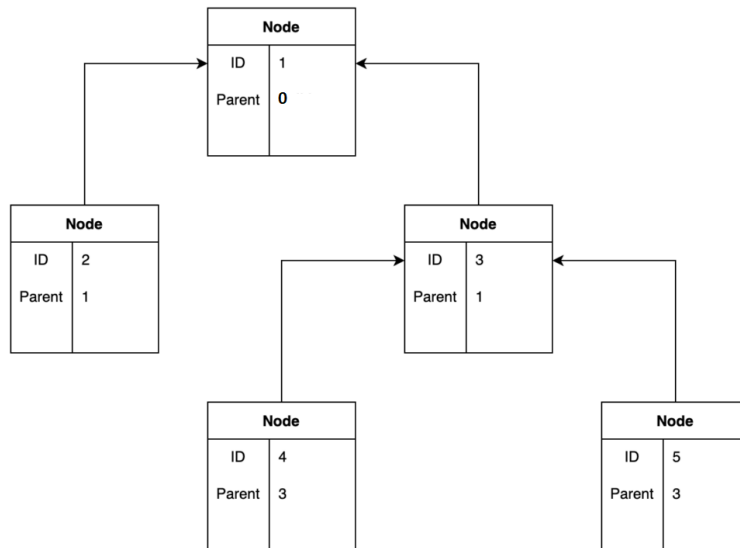 Node
ID 1
Parent 0
Node
ID 2
Parent 1
Node
ID 3
Parent 1
Node
ID 4
Parent 3
Node
ID 5
Parent 3